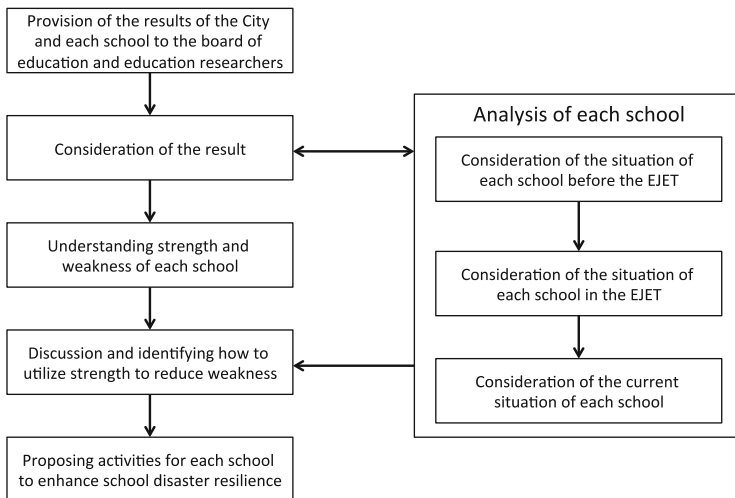 Provision of the results of the City
and each school to the board of
education and education researchers
Consideration of the result
Understanding strength and
weakness of each school
Discussion and identifying how to
utilize strength to reduce weakness
Proposing activities for each school
to enhance school disaster resilience
Analysis of each school
Consideration of the situation of
each school before the EJET
Consideration of the situation of
each school in the EJET
Consideration of the current
situation of each school